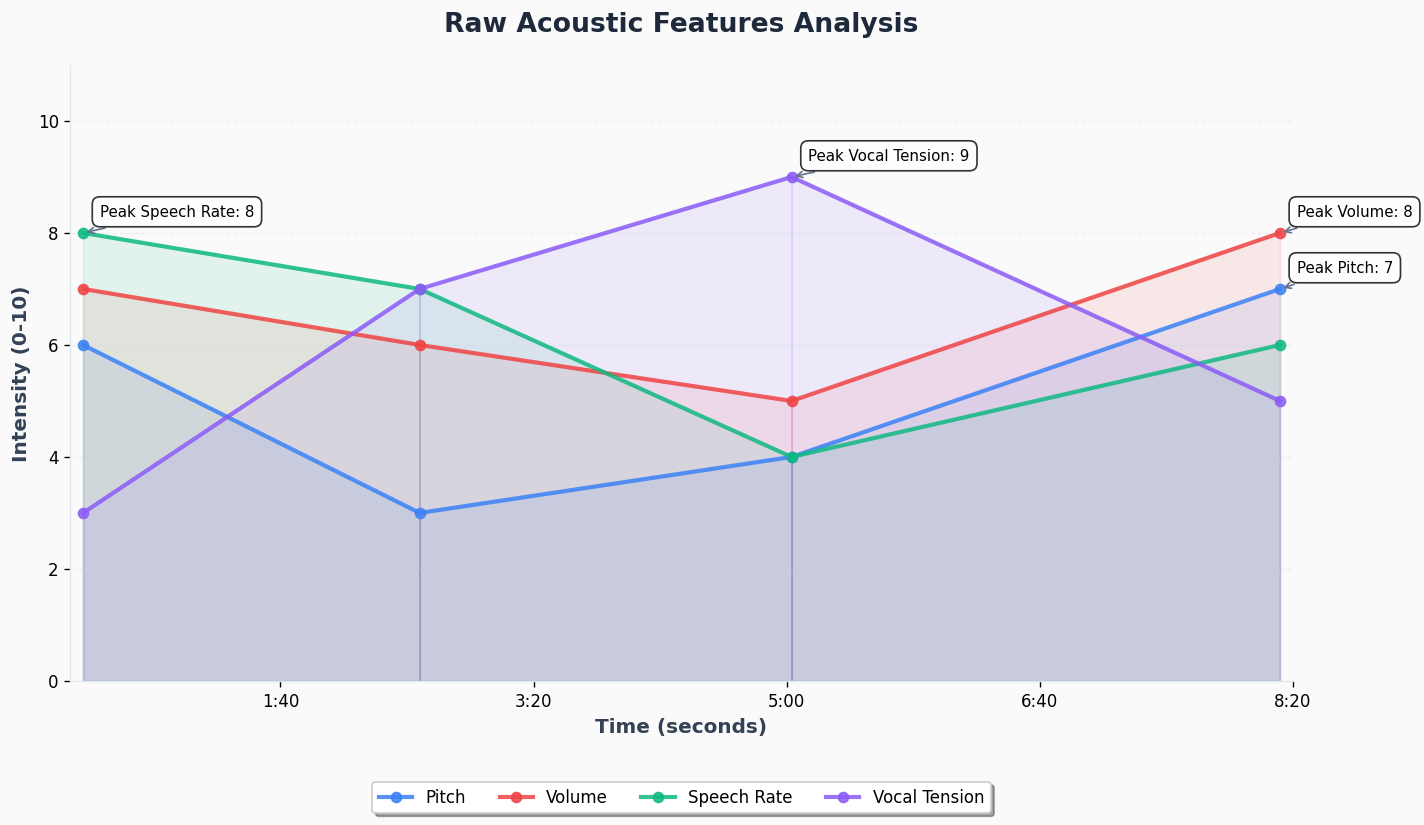 Raw Acoustic Features Analysis
10
Peak Vocal Tension: 9
Peak Speech Rate: 8
Peak Volume: 8
8
Peak Pitch: 7
6
4
2
0
Intensity (0-10)
1:40 3:20 5:00 6:40 8:20
Time (seconds)
Pitch Volume Speech Rate Vocal Tension